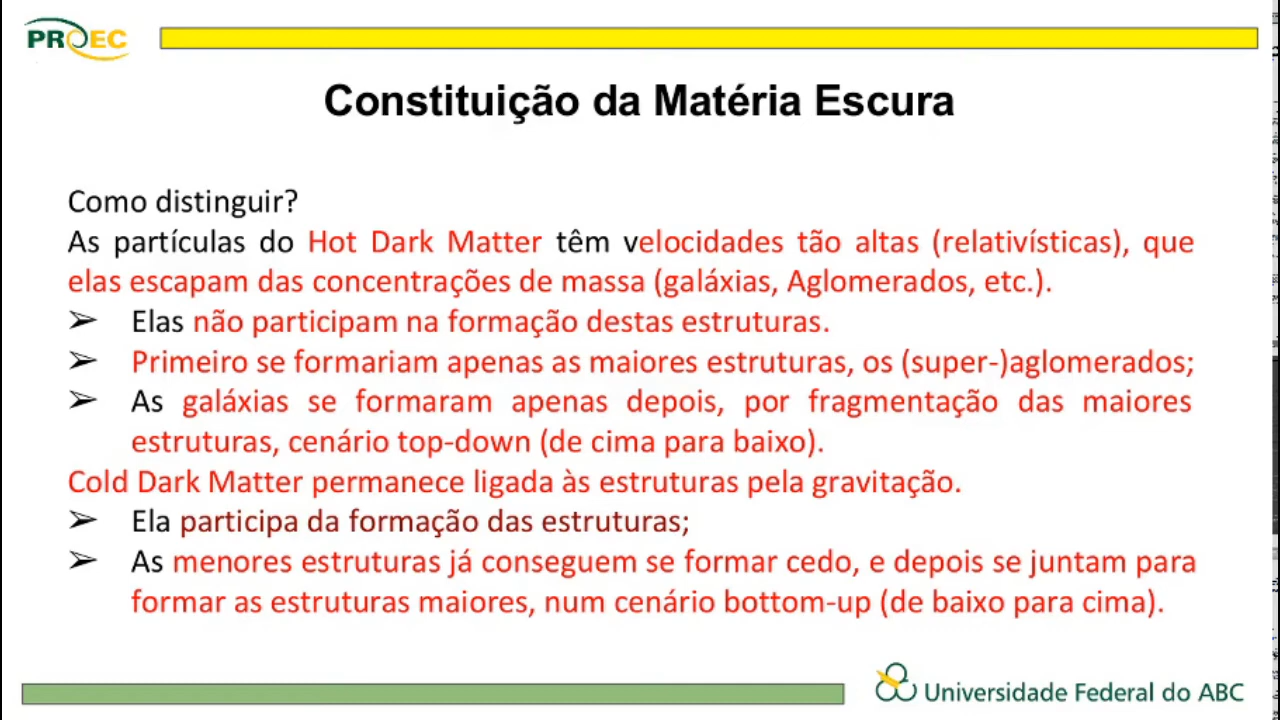 PROEC
Constituição da Matéria Escura
Como distinguir?
As partículas do Hot Dark Matter têm velocidades tão altas (relativísticas), que
elas escapam das concentrações de massa (galáxias, Aglomerados, etc.).
➢ Elas não participam na formação destas estruturas.
➢ Primeiro se formariam apenas as maiores estruturas, os (super-)aglomerados;
➢ As galáxias se formaram apenas depois, por fragmentação das maiores
estruturas, cenário top-down (de cima para baixo).
Cold Dark Matter permanece ligada às estruturas pela gravitação.
➢ Ela participa da formação das estruturas;
➢ As menores estruturas já conseguem se formar cedo, e depois se juntam para
formar as estruturas maiores, num cenário bottom-up (de baixo para cima).
Universidade Federal do ABC